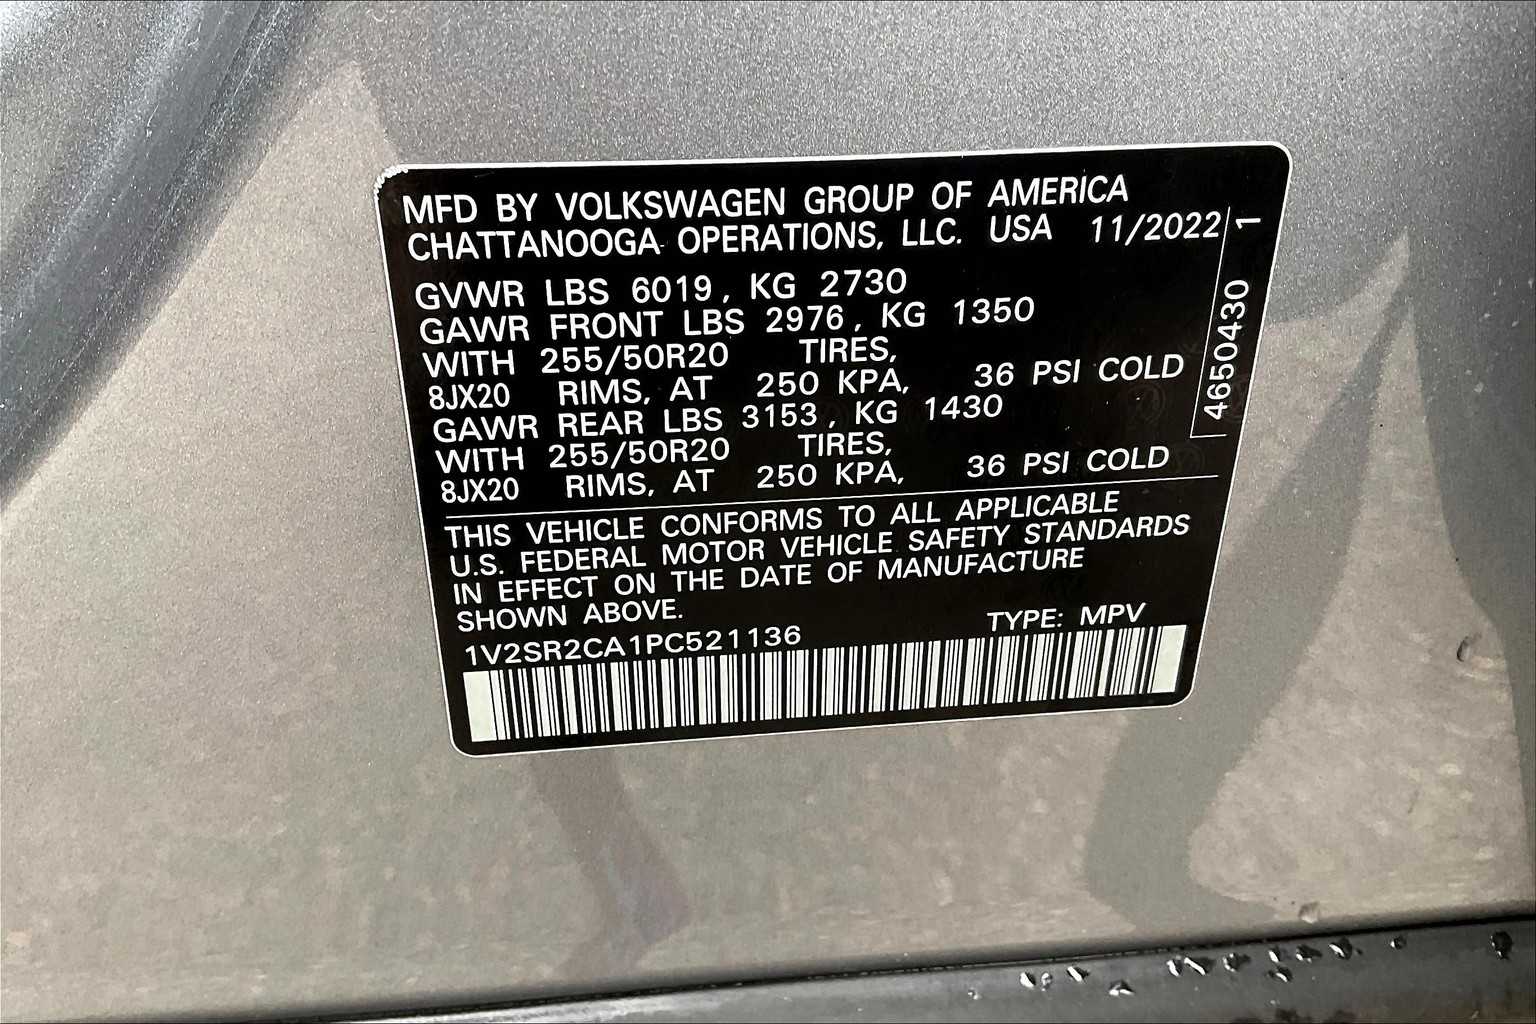 MFD BY VOLKSWAGEN GROUP OF AMERICA
CHATTANOOGA OPERATIONS, LLC. USA 11/2022
GVWR LBS 6019, KG 2730
GAWR FRONT LBS 2976, KG 1350
WITH 255/50R20 TIRES,
8JX20 RIMS, AT 250 KPA, 36 PSI COLD
GAWR REAR LBS 3153, KG 1430
WITH 255/50R20 TIRES,
8JX20 RIMS, AT 250 KPA, 36 PSI COLD
4650430 1
THIS VEHICLE CONFORMS TO ALL APPLICABLE
U.S. FEDERAL MOTOR VEHICLE SAFETY STANDARDS
IN EFFECT ON THE DATE OF MANUFACTURE
SHOWN ABOVE.
1V2SR2CA1PC521136 TYPE: MPV